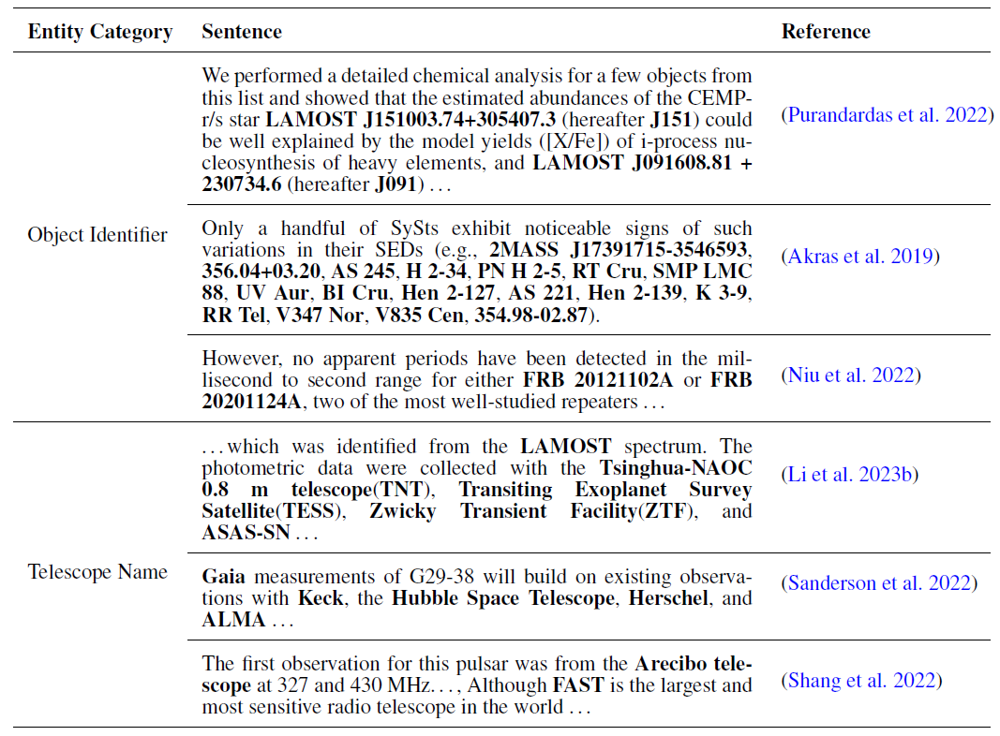 Entity Category Sentence Reference
We performed a detailed chemical analysis for a few objects from
this list and showed that the estimated abundances of the CEMP-
r/s star LAMOST J151003.74+305407.3 (hereafter J151) could
(Purandardas et al. 2022)
be well explained by the model yields ([X/Fe]) of i-process nu-
cleosynthesis of heavy elements, and LAMOST J091608.81 +
230734.6 (hereafter J091) ...
Object Identifier
Only a handful of SySts exhibit noticeable signs of such
variations in their SEDs (e.g., 2MASS J17391715-3546593,
356.04+03.20, AS 245, H 2-34, PN H 2-5, RT Cru, SMP LMC
88, UV Aur, BI Cru, Hen 2-127, AS 221, Hen 2-139, K 3-9,
RR Tel, V347 Nor, V835 Cen, 354.98-02.87).
(Akras et al. 2019)
However, no apparent periods have been detected in the mil-
lisecond to second range for either FRB 20121102A or FRB
20201124A, two of the most well-studied repeaters ...
(Niu et al. 2022)
...which was identified from the LAMOST spectrum. The
photometric data were collected with the Tsinghua-NAOC
0.8 m telescope(TNT), Transiting Exoplanet Survey
Satellite(TESS), Zwicky Transient Facility(ZTF), and
ASAS-SN ...
(Li et al. 2023b)
Telescope Name
Gaia measurements of G29-38 will build on existing observa-
tions with Keck, the Hubble Space Telescope, Herschel, and
ALMA ...
(Sanderson et al. 2022)
The first observation for this pulsar was from the Arecibo tele-
scope at 327 and 430 MHz..., Although FAST is the largest and
most sensitive radio telescope in the world ...
(Shang et al. 2022)